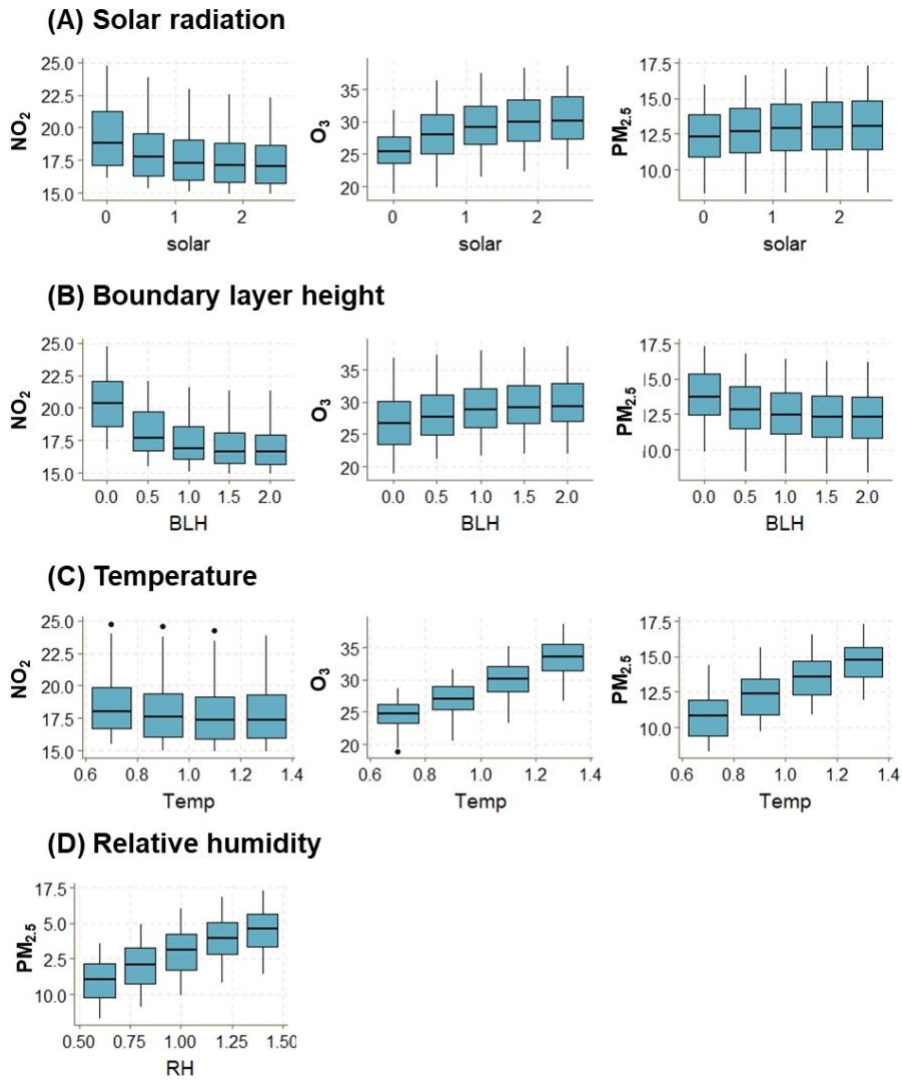 (A) Solar radiation
NO2
25.0
22.5
20.0
17.5
15.0
0 1 2
solar
O3
35
30
25
20
0 1 2
solar
PM2.5
17.5
15.0
12.5
10.0
0 1 2
solar
(B) Boundary layer height
NO2
25.0
22.5
20.0
17.5
15.0
0.0 0.5 1.0 1.5 2.0
BLH
O3
35
30
25
20
0.0 0.5 1.0 1.5 2.0
BLH
PM2.5
17.5
15.0
12.5
10.0
0.0 0.5 1.0 1.5 2.0
BLH
(C) Temperature
NO2
25.0
22.5
20.0
17.5
15.0
0.6 0.8 1.0 1.2 1.4
Temp
O3
35
30
25
20
0.6 0.8 1.0 1.2 1.4
Temp
PM2.5
17.5
15.0
12.5
10.0
0.6 0.8 1.0 1.2 1.4
Temp
(D) Relative humidity
PM2.5
17.5
5.0
2.5
10.0
0.50 0.75 1.00 1.25 1.50
RH